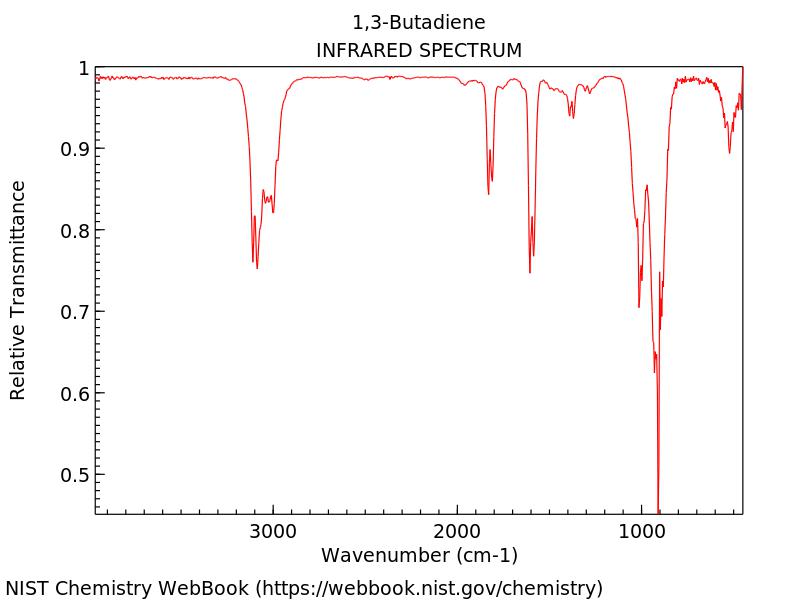 1,3-Butadiene
INFRARED SPECTRUM
Relative Transmittance
1
0.9
0.8
0.7
0.6
0.5
3000 2000 1000
Wavenumber (cm-1)
NIST Chemistry WebBook (https://webbook.nist.gov/chemistry)